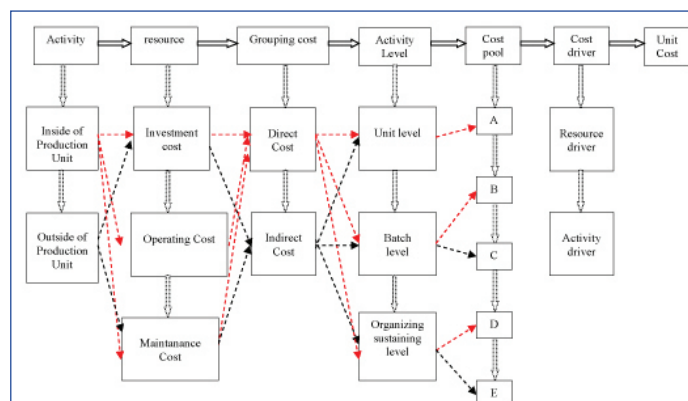 Activity
resource
Grouping cost
Activity
Level
Cost
pool
Cost
driver
Unit
Cost
Inside of
Production
Unit
Investment
cost
Direct
Cost
Unit level
A
Resource
driver
B
Outside of
Production
Unit
Operating Cost
Indirect
Cost
Batch
level
C
Activity
driver
Maintanance
Cost
Organizing
sustaining level
D
E